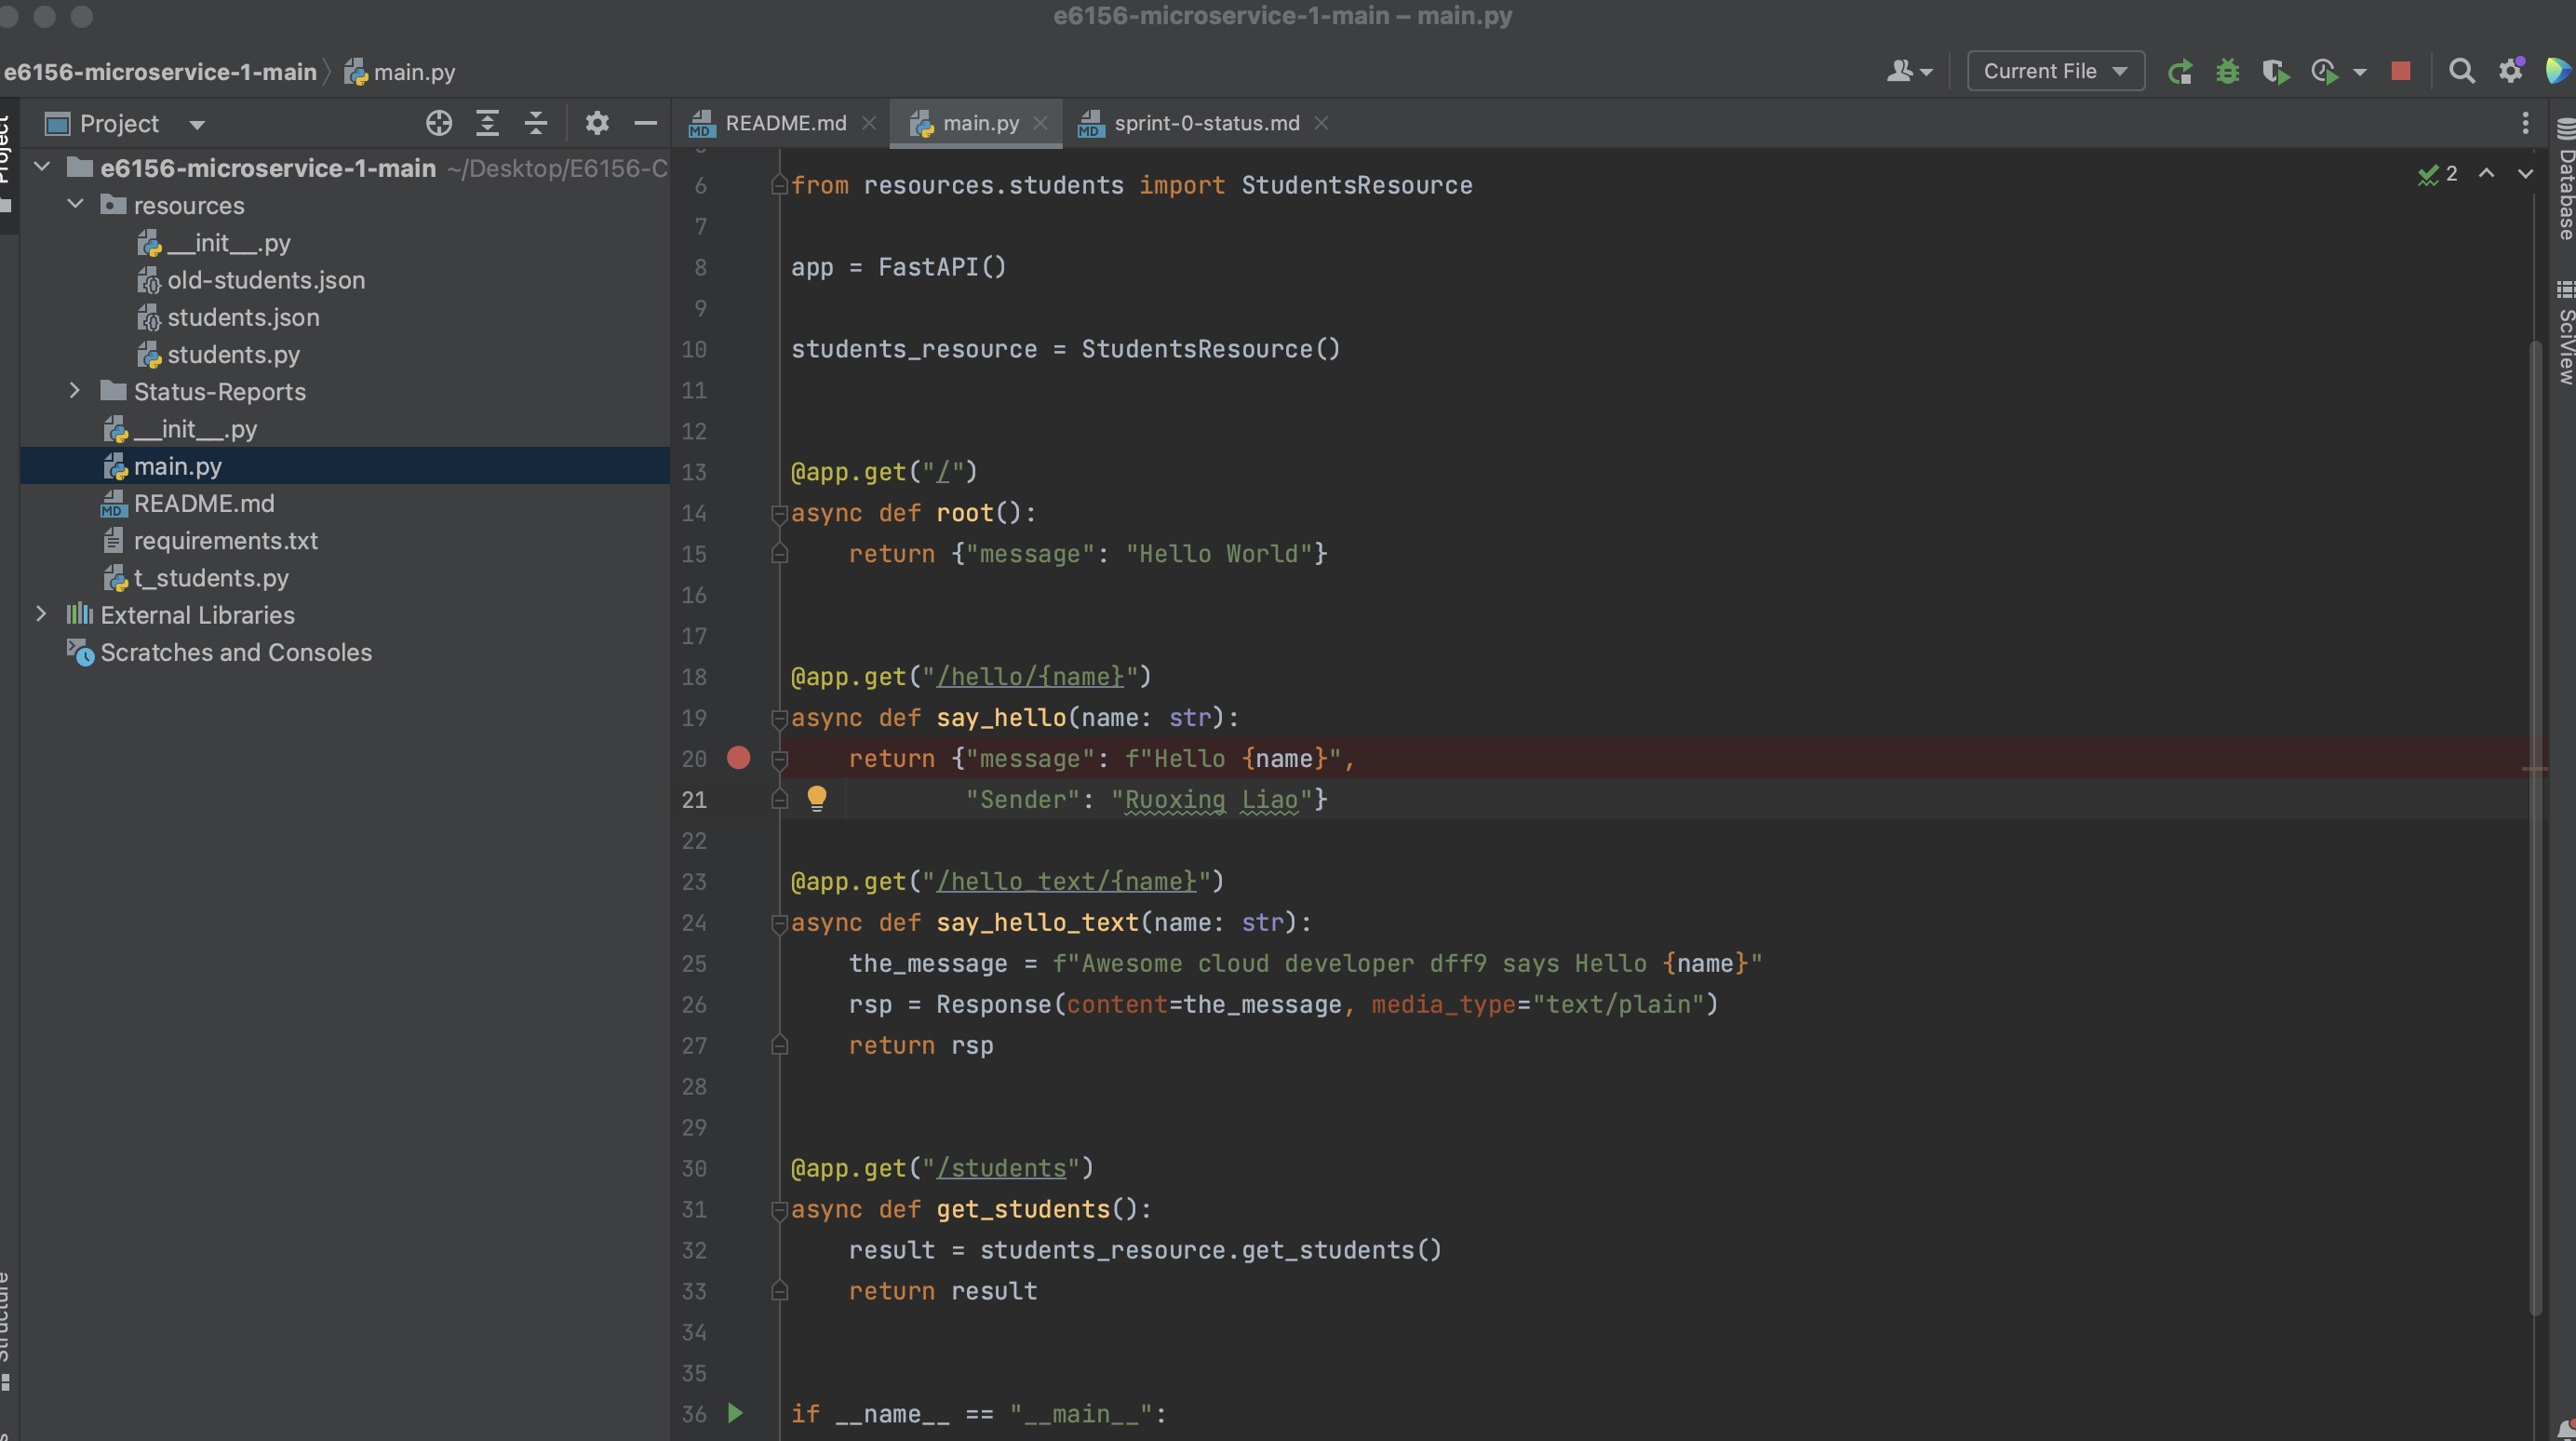 e6156-microservice-1-main – main.py
e6156-microservice-1-main main.py
Current File
Project
Project
README.md
main.py
sprint-0-status.md
e6156-microservice-1-main ~/Desktop/E6156-C
resources
__init__.py
old-students.json
students.json
students.py
Status-Reports
__init__.py
main.py
MD README.md
requirements.txt
t_students.py
External Libraries
Scratches and Consoles
6 from resources.students import StudentsResource
7
8 app = FastAPI()
9
10 students_resource = StudentsResource()
11
12
13 @app.get("/")
14 async def root():
15 return {"message": "Hello World"}
16
17
18 @app.get("/hello/{name}")
19 async def say_hello(name: str):
20 return {"message": f"Hello {name}",
21 "Sender": "Ruoxing Liao"}
22
23 @app.get("/hello_text/{name}")
24 async def say_hello_text(name: str):
25 the_message = f"Awesome cloud developer dff9 says Hello {name}"
26 rsp = Response(content=the_message, media_type="text/plain")
27 return rsp
28
29
30 @app.get("/students")
31 async def get_students():
32 result = students_resource.get_students()
33 return result
34
35
36 if __name__ == "__main__":
2
Database
SciView
Structure